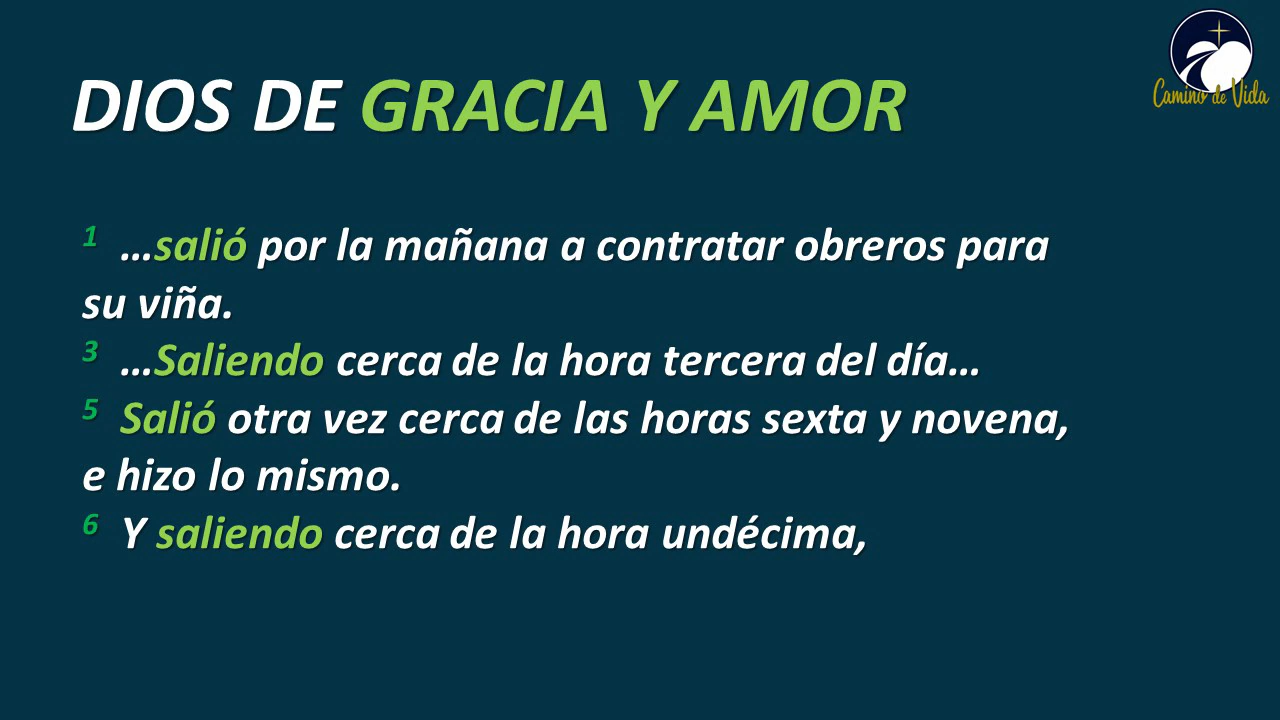 Camino de Vida
DIOS DE GRACIA Y AMOR
1 …salió por la mañana a contratar obreros para
su viña.
3 …Saliendo cerca de la hora tercera del día…
5 Salió otra vez cerca de las horas sexta y novena,
e hizo lo mismo.
6 Y saliendo cerca de la hora undécima,